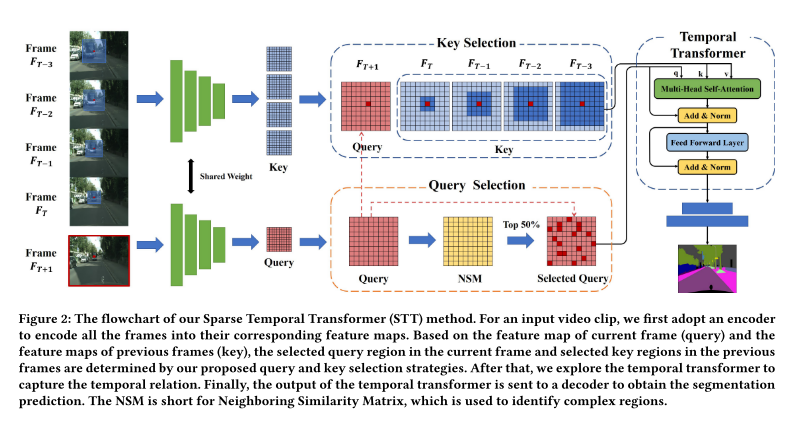 Temporal
Transformer
Key Selection
Frame
F_{T-3}
Frame
F_{T-2}
Frame
F_{T-1}
Frame
F_T
Frame
F_{T+1}
Shared Weight
Key
Query
F_{T+1}
F_T
F_{T-1}
F_{T-2}
F_{T-3}
Query
Key
q
k
v
Multi-Head Self-Attention
Add & Norm
Feed Forward Layer
Add & Norm
Query Selection
Query
NSM
Top 50%
Selected Query
Figure 2: The flowchart of our Sparse Temporal Transformer (STT) method. For an input video clip, we first adopt an encoder
to encode all the frames into their corresponding feature maps. Based on the feature map of current frame (query) and the
feature maps of previous frames (key), the selected query region in the current frame and selected key regions in the previous
frames are determined by our proposed query and key selection strategies. After that, we explore the temporal transformer to
capture the temporal relation. Finally, the output of the temporal transformer is sent to a decoder to obtain the segmentation
prediction. The NSM is short for Neighboring Similarity Matrix, which is used to identify complex regions.